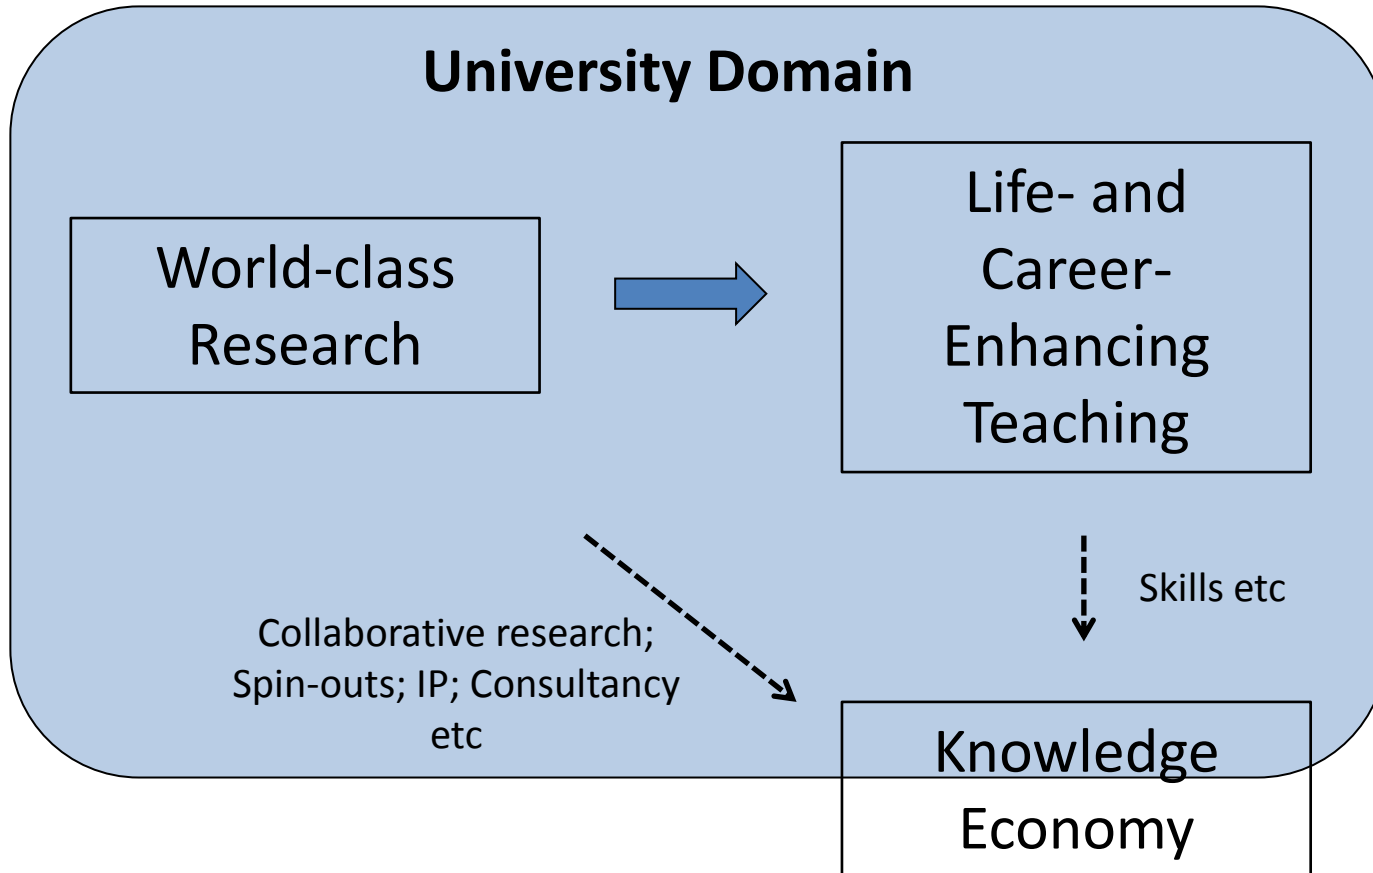 University Domain
World-class
Research
Life- and
Career-
Enhancing
Teaching
Collaborative research;
Spin-outs; IP; Consultancy
etc
Skills etc
Knowledge
Economy